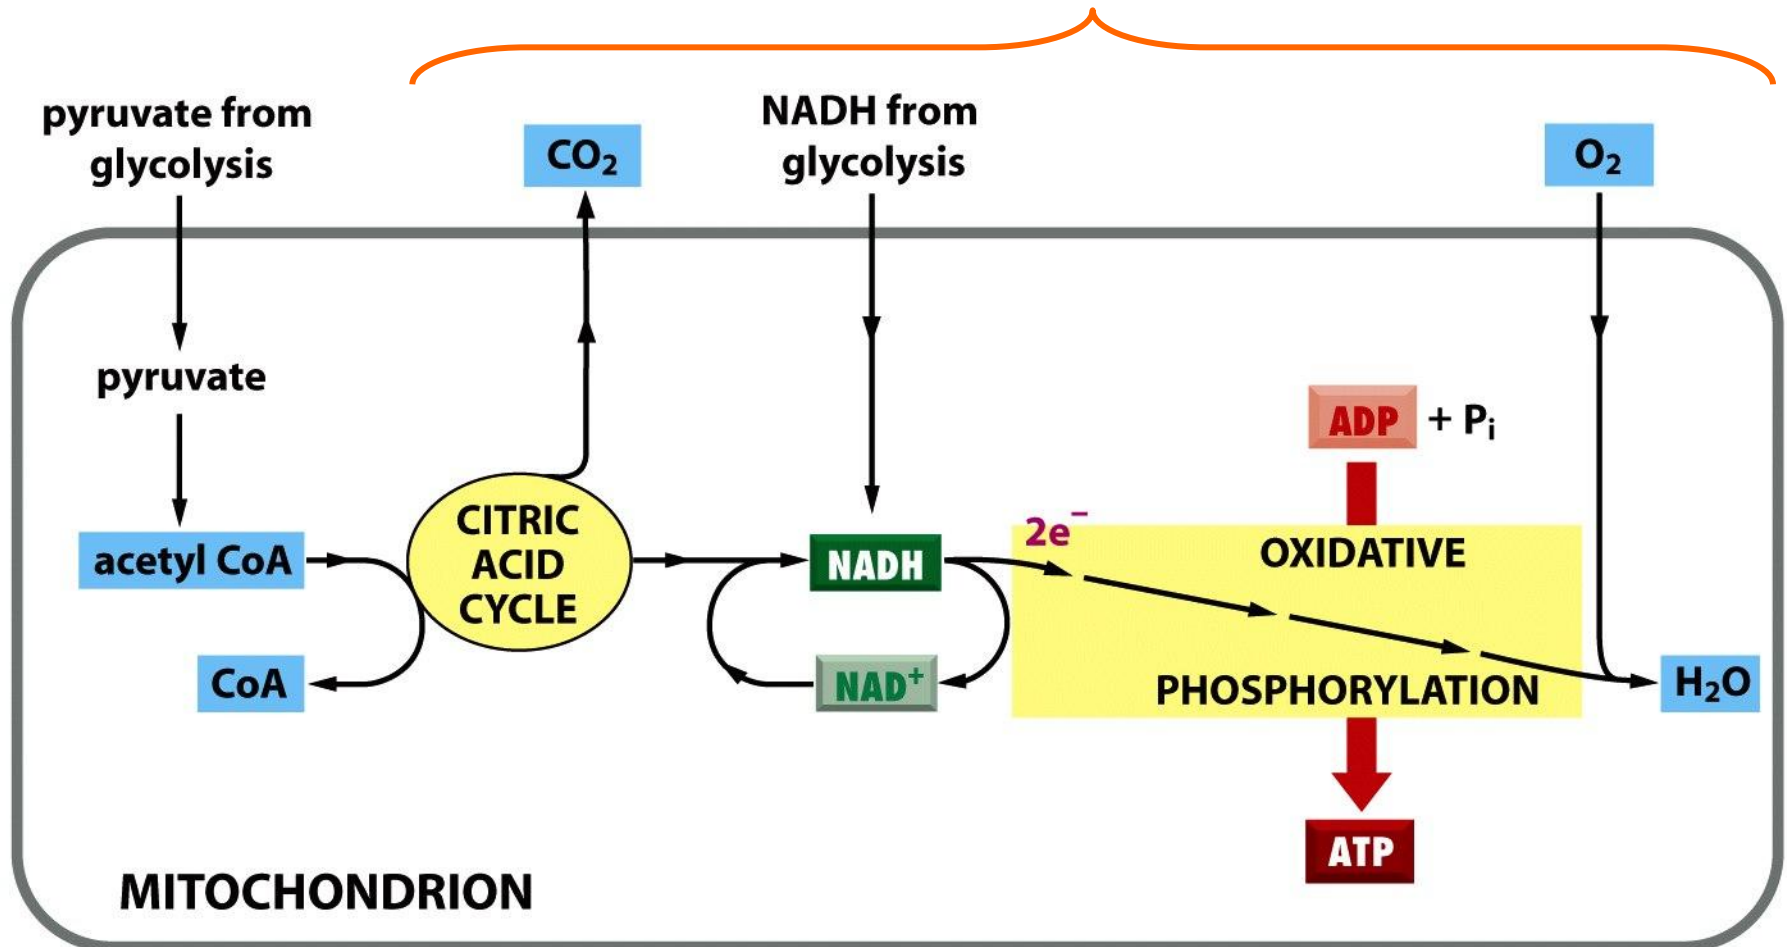 pyruvate from
glycolysis
CO₂
NADH from
glycolysis
O₂
pyruvate
ADP + Pᵢ
acetyl CoA
CITRIC
ACID
CYCLE
NADH
2e⁻
OXIDATIVE
CoA
NAD⁺
PHOSPHORYLATION
H₂O
ATP
MITOCHONDRION